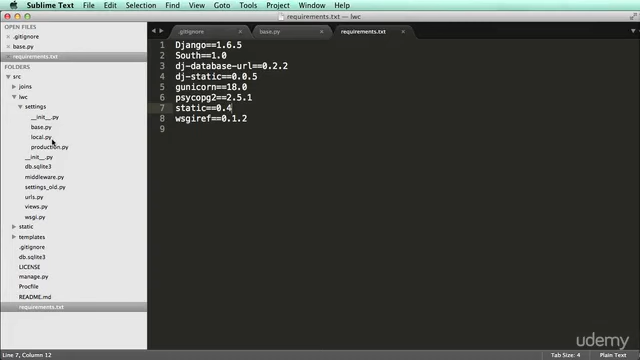 Sublime Text File Edit Selection Find View Goto Tools Project Window Help
requirements.txt — lwc
OPEN FILES
.gitignore
base.py
requirements.txt
FOLDERS
src
joins
lwc
settings
__init__.py
base.py
local.py
production.py
__init__.py
db.sqlite3
middleware.py
settings_old.py
urls.py
views.py
wsgi.py
static
templates
.gitignore
db.sqlite3
LICENSE
manage.py
Procfile
README.md
requirements.txt
.gitignore base.py requirements.txt
1 Django==1.6.5
2 South==1.0
3 dj-database-url==0.2.2
4 dj-static==0.0.5
5 gunicorn==18.0
6 psycopg2==2.5.1
7 static==0.4
8 wsgiref==0.1.2
9
udemy
Line 7, Column 12 Tab Size: 4 Plain Text